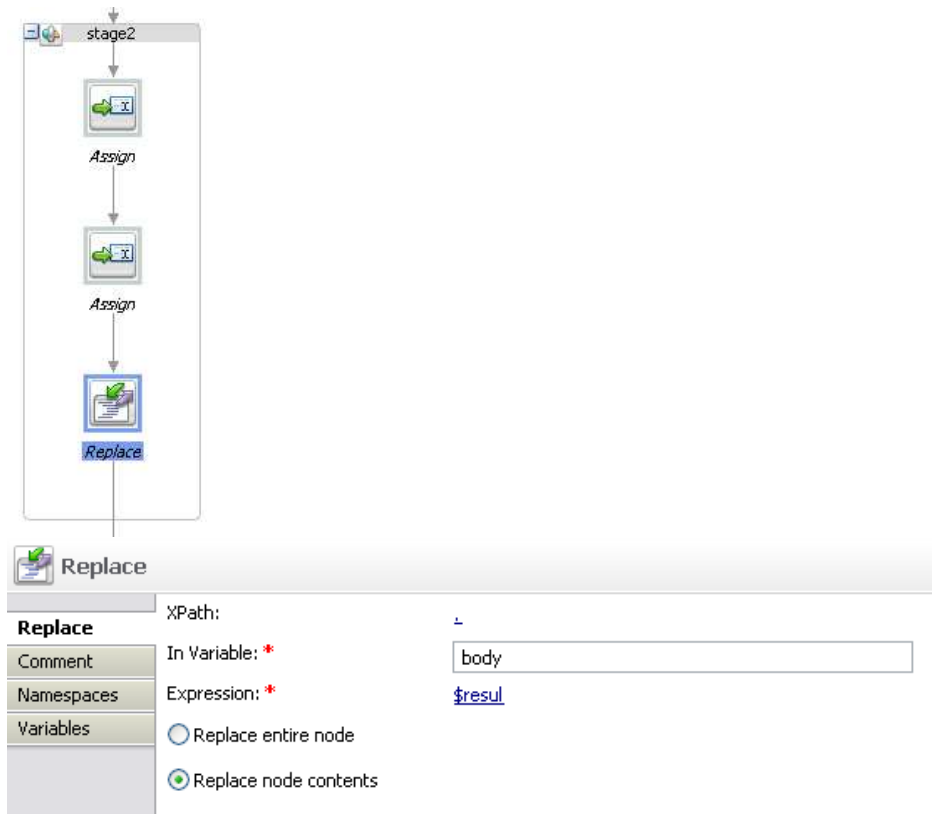 stage2
Assign
Assign
Replace
Replace
Replace
Comment
Namespaces
Variables
XPath: .
In Variable: * body
Expression: * $resul
Replace entire node
Replace node contents